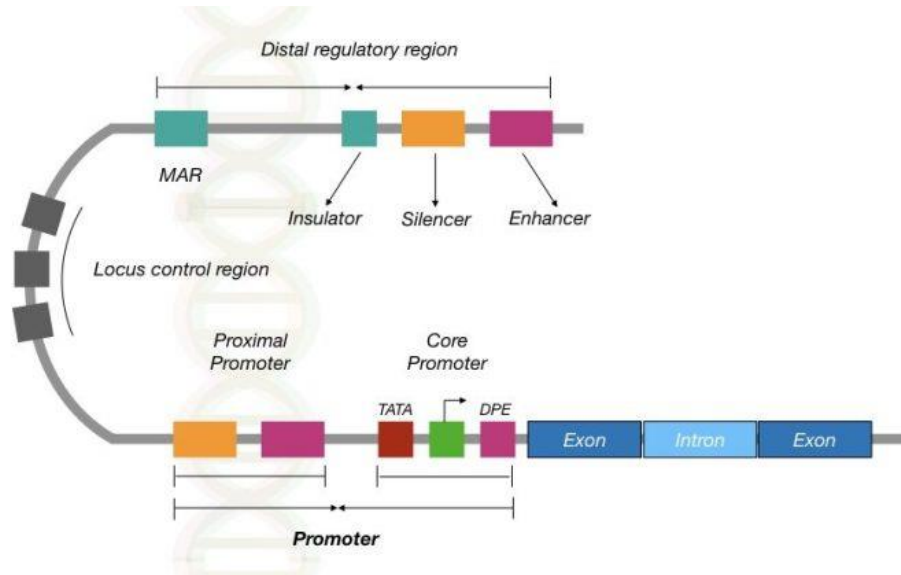 Distal regulatory region
MAR
Insulator
Silencer
Enhancer
Locus control region
Proximal
Promoter
Core
Promoter
TATA
DPE
Exon
Intron
Exon
Promoter